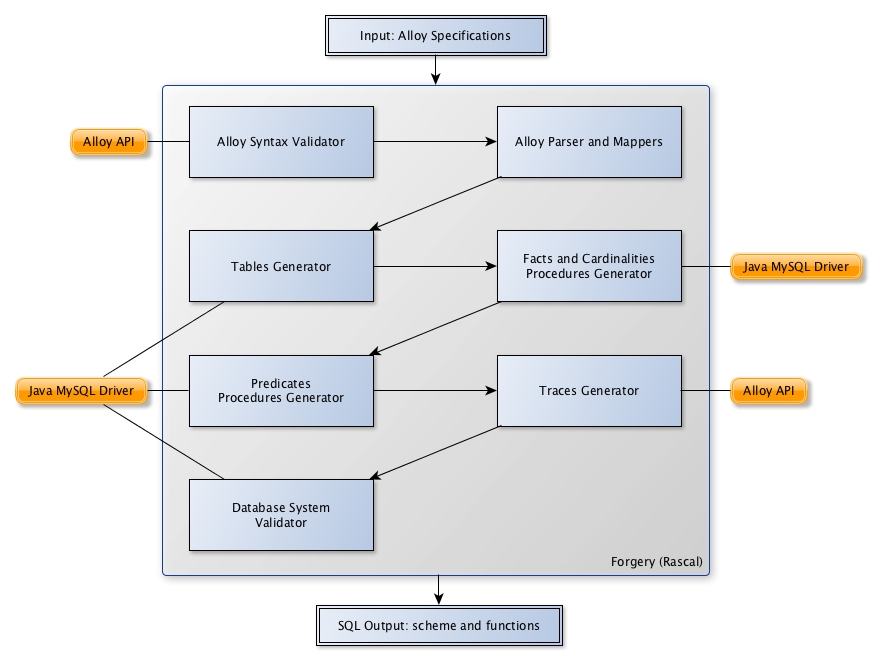 Input: Alloy Specifications
Alloy API
Alloy Syntax Validator
Alloy Parser and Mappers
Tables Generator
Facts and Cardinalities
Procedures Generator
Java MySQL Driver
Java MySQL Driver
Predicates
Procedures Generator
Traces Generator
Alloy API
Database System
Validator
Forgery (Rascal)
SQL Output: scheme and functions